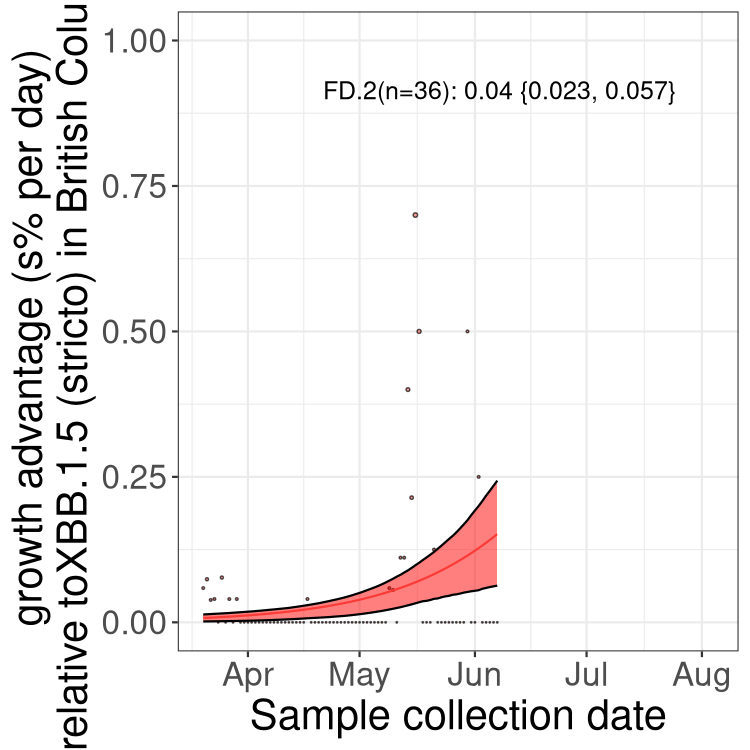 growth advantage (s% per day)
relative toXBB.1.5 (stricto) in British Colu
1.00
0.75
0.50
0.25
0.00
FD.2(n=36): 0.04 {0.023, 0.057}
Apr May Jun Jul Aug
Sample collection date